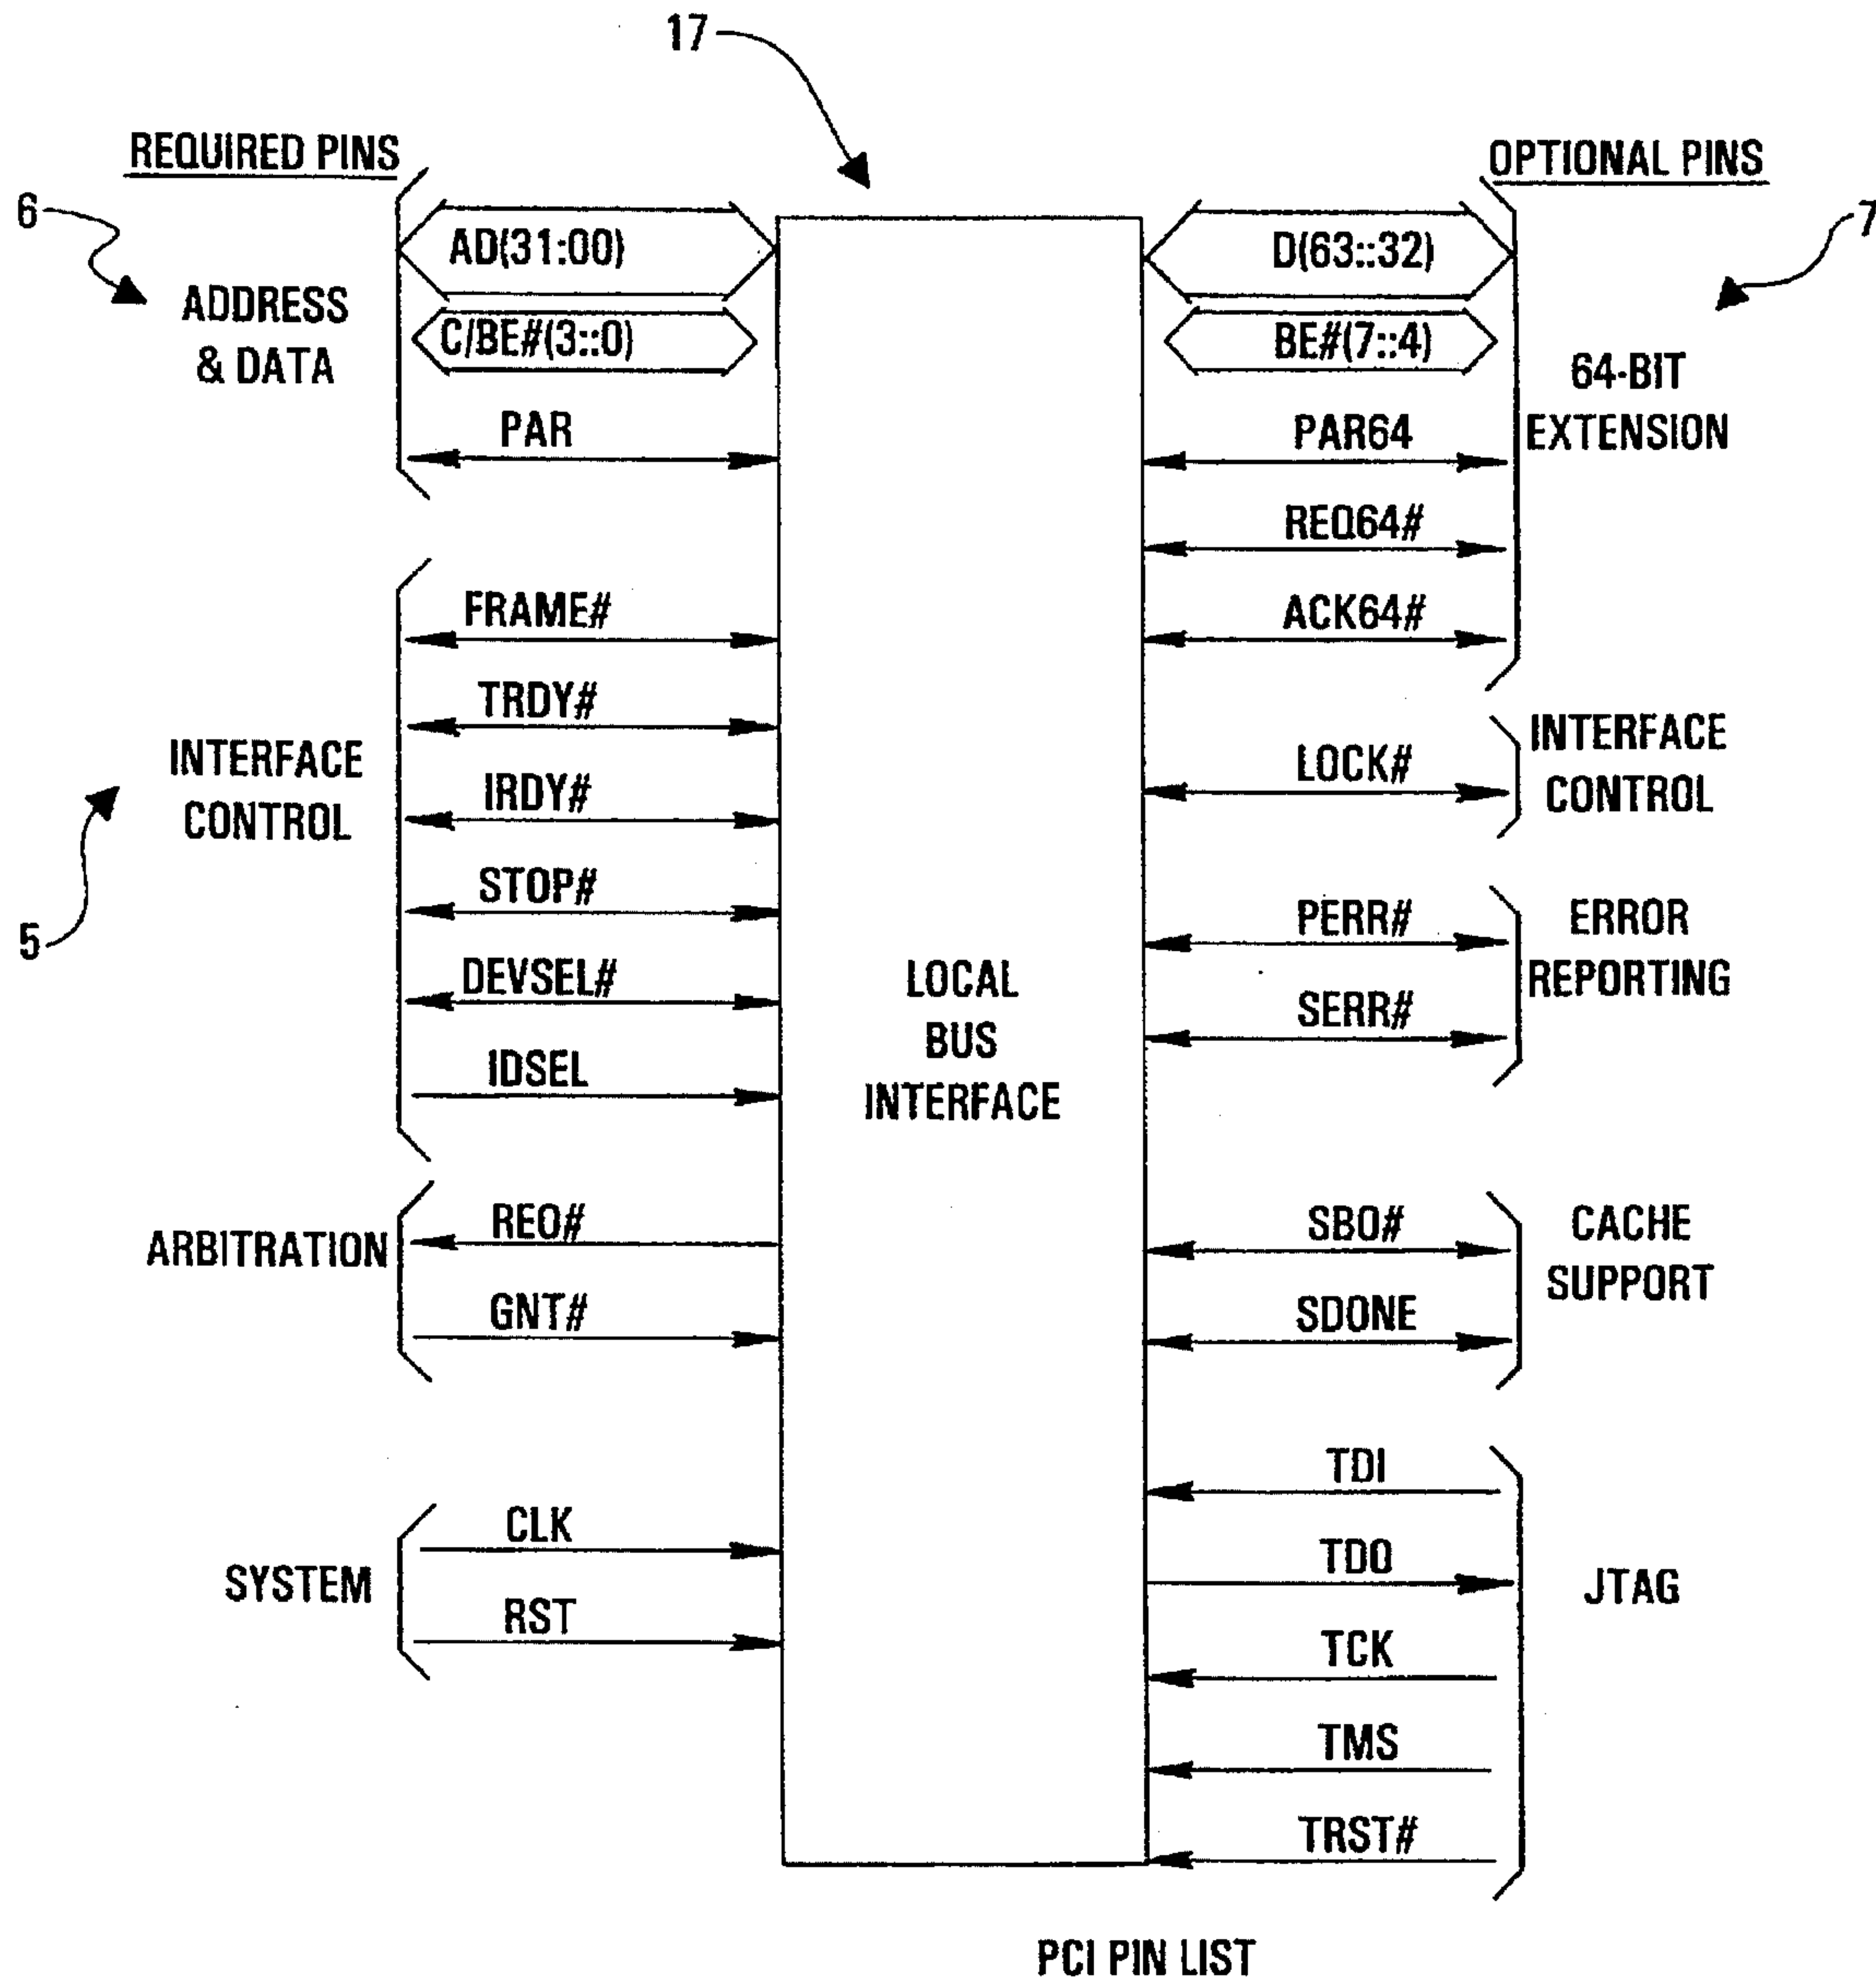 17
REQUIRED PINS
OPTIONAL PINS
6
7
AD(31:00)
D(63::32)
ADDRESS
& DATA
C/BE#(3::0)
BE#(7::4)
64-BIT
EXTENSION
PAR
PAR64
REQ64#
FRAME#
ACK64#
TRDY#
INTERFACE
CONTROL
LOCK#
INTERFACE
CONTROL
IRDY#
5
STOP#
PERR#
ERROR
REPORTING
DEVSEL#
LOCAL
BUS
INTERFACE
SERR#
IDSEL
ARBITRATION
REO#
SBO#
CACHE
SUPPORT
GNT#
SDONE
TDI
SYSTEM
CLK
TDO
JTAG
RST
TCK
TMS
TRST#
PCI PIN LIST